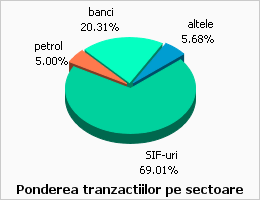 banci
20.31%
altele
5.68%
petrol
5.00%
SIF-uri
69.01%
Ponderea tranzactiilor pe sectoare